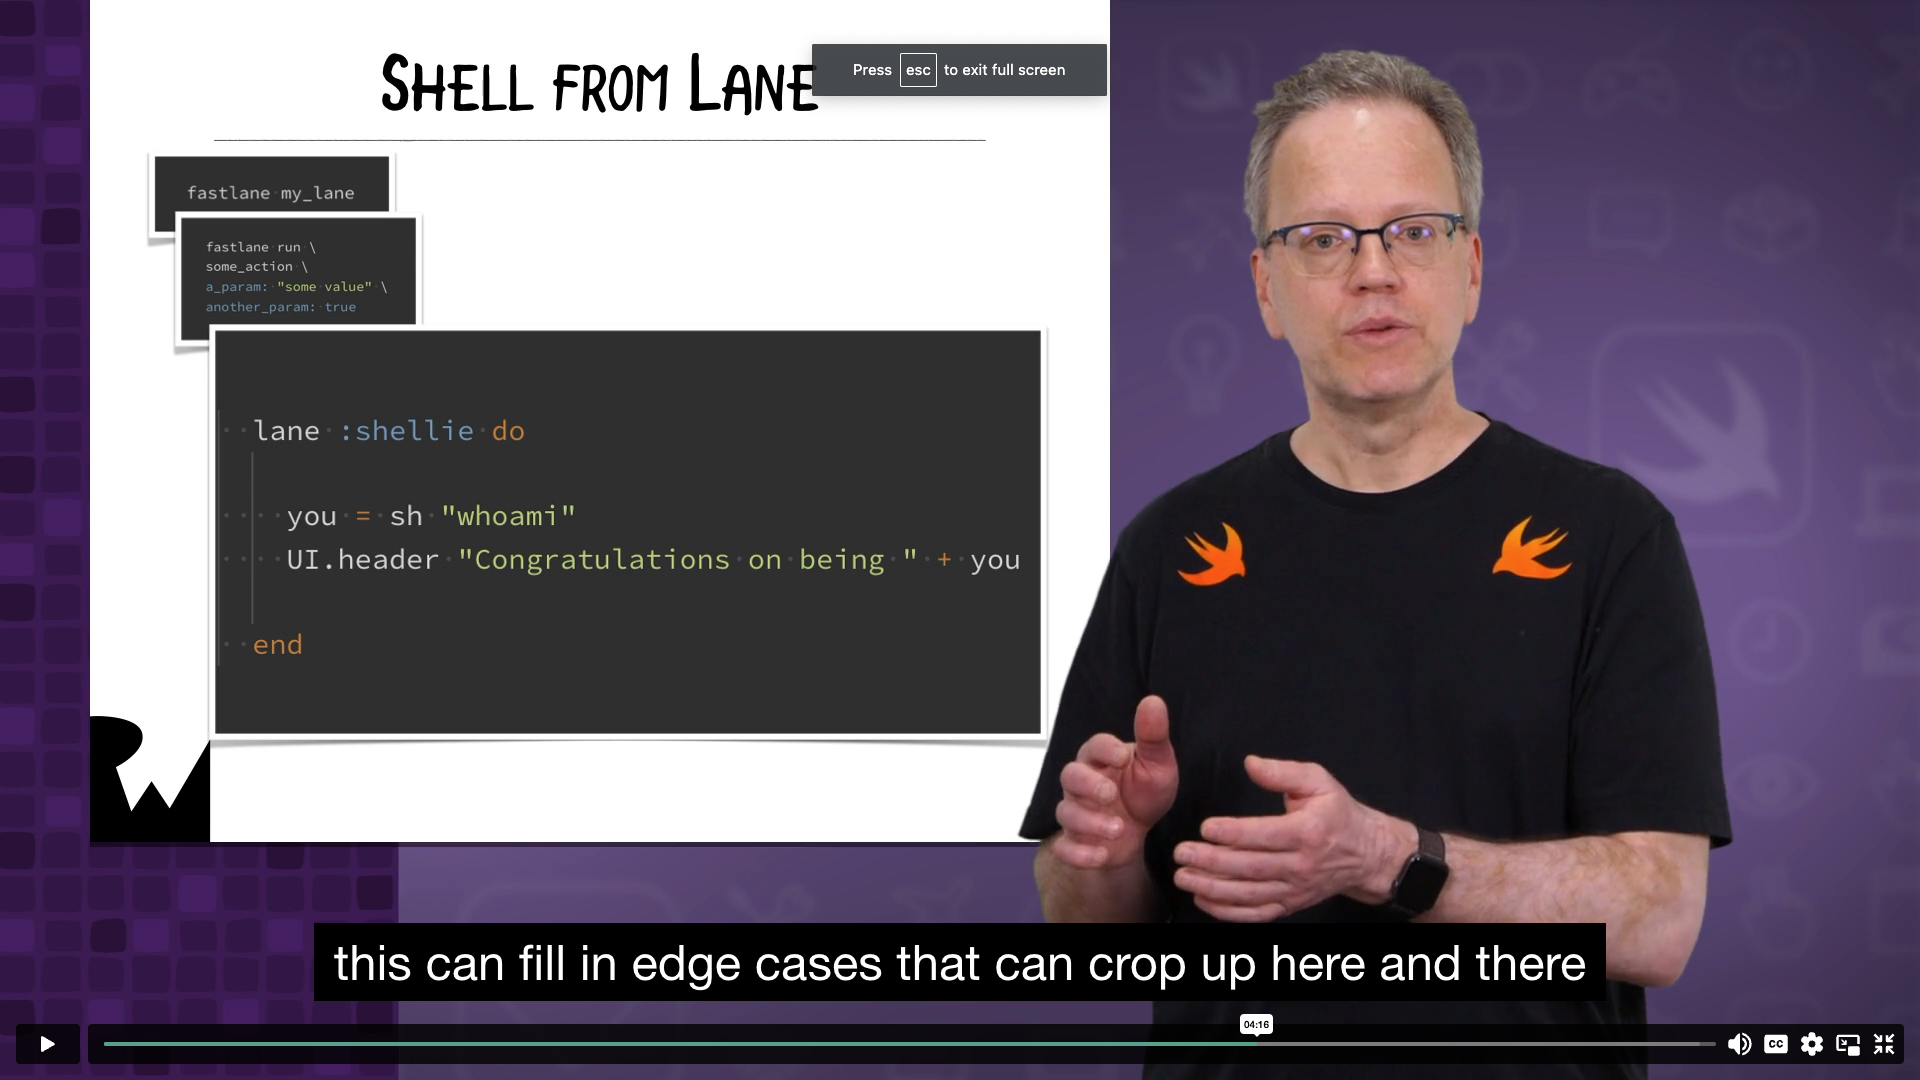 SHELL FROM LANE
Press esc to exit full screen
fastlane my_lane
fastlane run \
some_action \
a_param: "some value" \
another_param: true
lane :shellie do
you = sh "whoami"
UI.header "Congratulations on being " + you
end
RW
this can fill in edge cases that can crop up here and there
04:16
CC